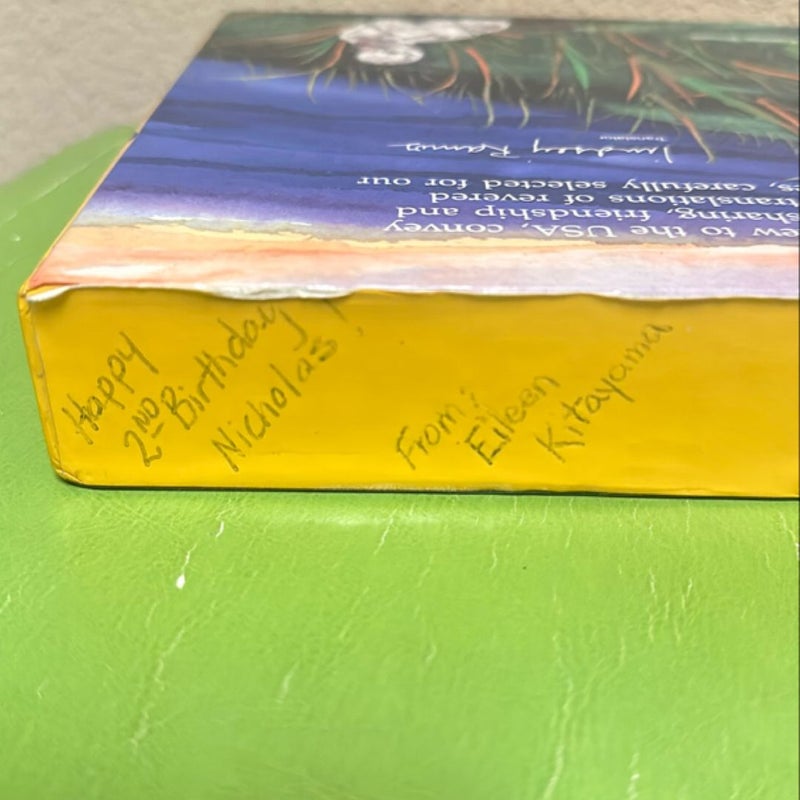 Happy
2ND Birthday
Nicholas!
From:
Eileen
Kitayama
ew to the USA, convey
sharing, friendship and
translations of revered
s, carefully selected for our
translator